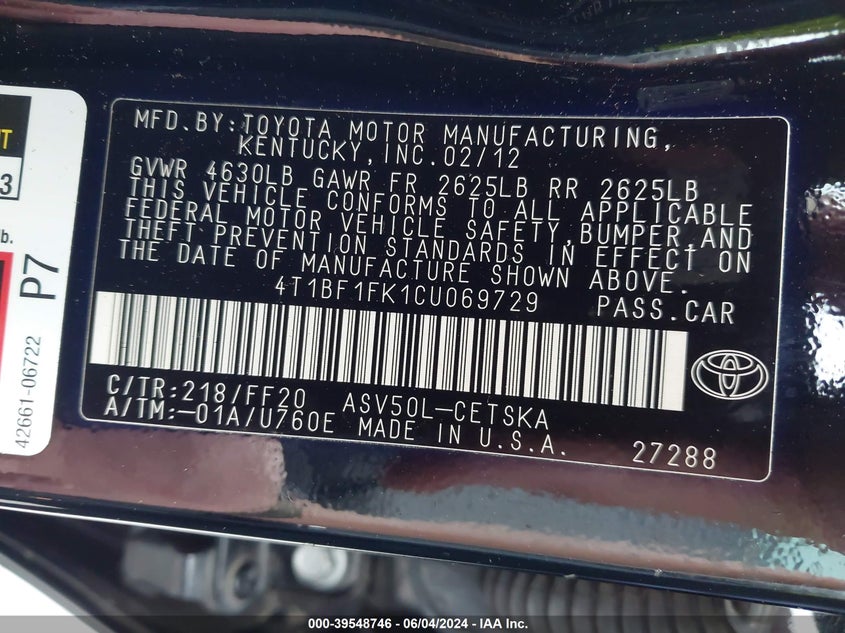 MFD.BY:TOYOTA MOTOR MANUFACTURING,
KENTUCKY,INC.02/12
GVWR 4630LB GAWR FR 2625LB RR 2625LB
THIS VEHICLE CONFORMS TO ALL APPLICABLE
FEDERAL MOTOR VEHICLE SAFETY,BUMPER,AND
THEFT PREVENTION STANDARDS IN EFFECT ON
THE DATE OF MANUFACTURE SHOWN ABOVE.
4T1BF1FK1CU069729 PASS.CAR
C/TR:218/FF20 ASV50L-CETSKA
A/TM:-01A/U760E MADE IN U.S.A. 27288
3
lb.
P7
42661-06722
000-39548746 - 06/04/2024 - IAA Inc.